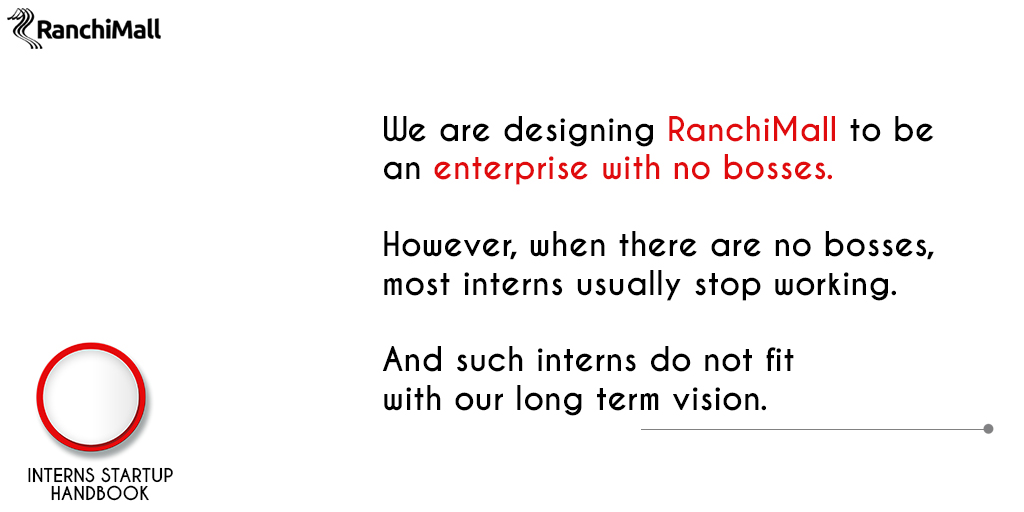 RanchiMall
We are designing RanchiMall to be
an enterprise with no bosses.
However, when there are no bosses,
most interns usually stop working.
And such interns do not fit
with our long term vision.
INTERNS STARTUP
HANDBOOK